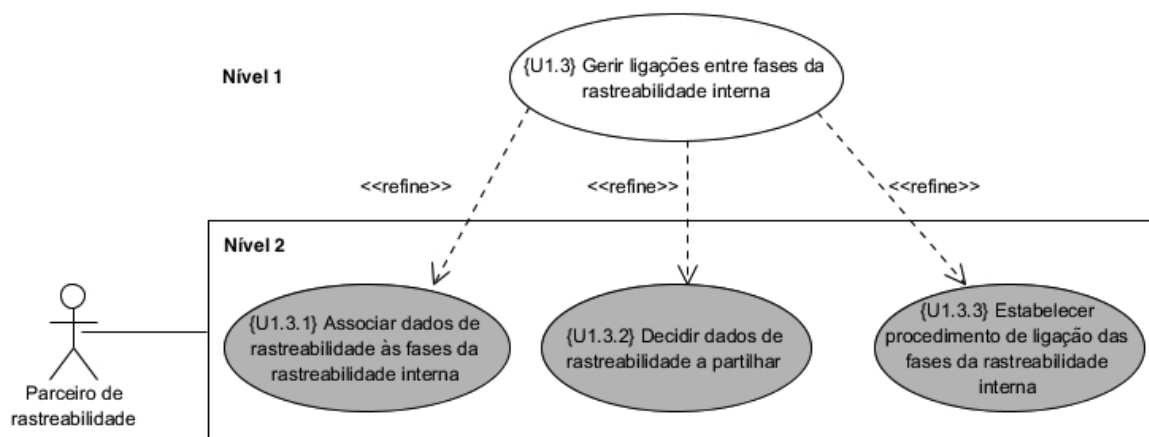 {U1.3} Gerir ligações entre fases da
rastreabilidade interna
Nível 1
<<refine>>
<<refine>>
<<refine>>
Nível 2
{U1.3.1} Associar dados de
rastreabilidade às fases da
rastreabilidade interna
{U1.3.2} Decidir dados de
rastreabilidade a partilhar
{U1.3.3} Estabelecer
procedimento de ligação das
fases da rastreabilidade
interna
Parceiro de
rastreabilidade